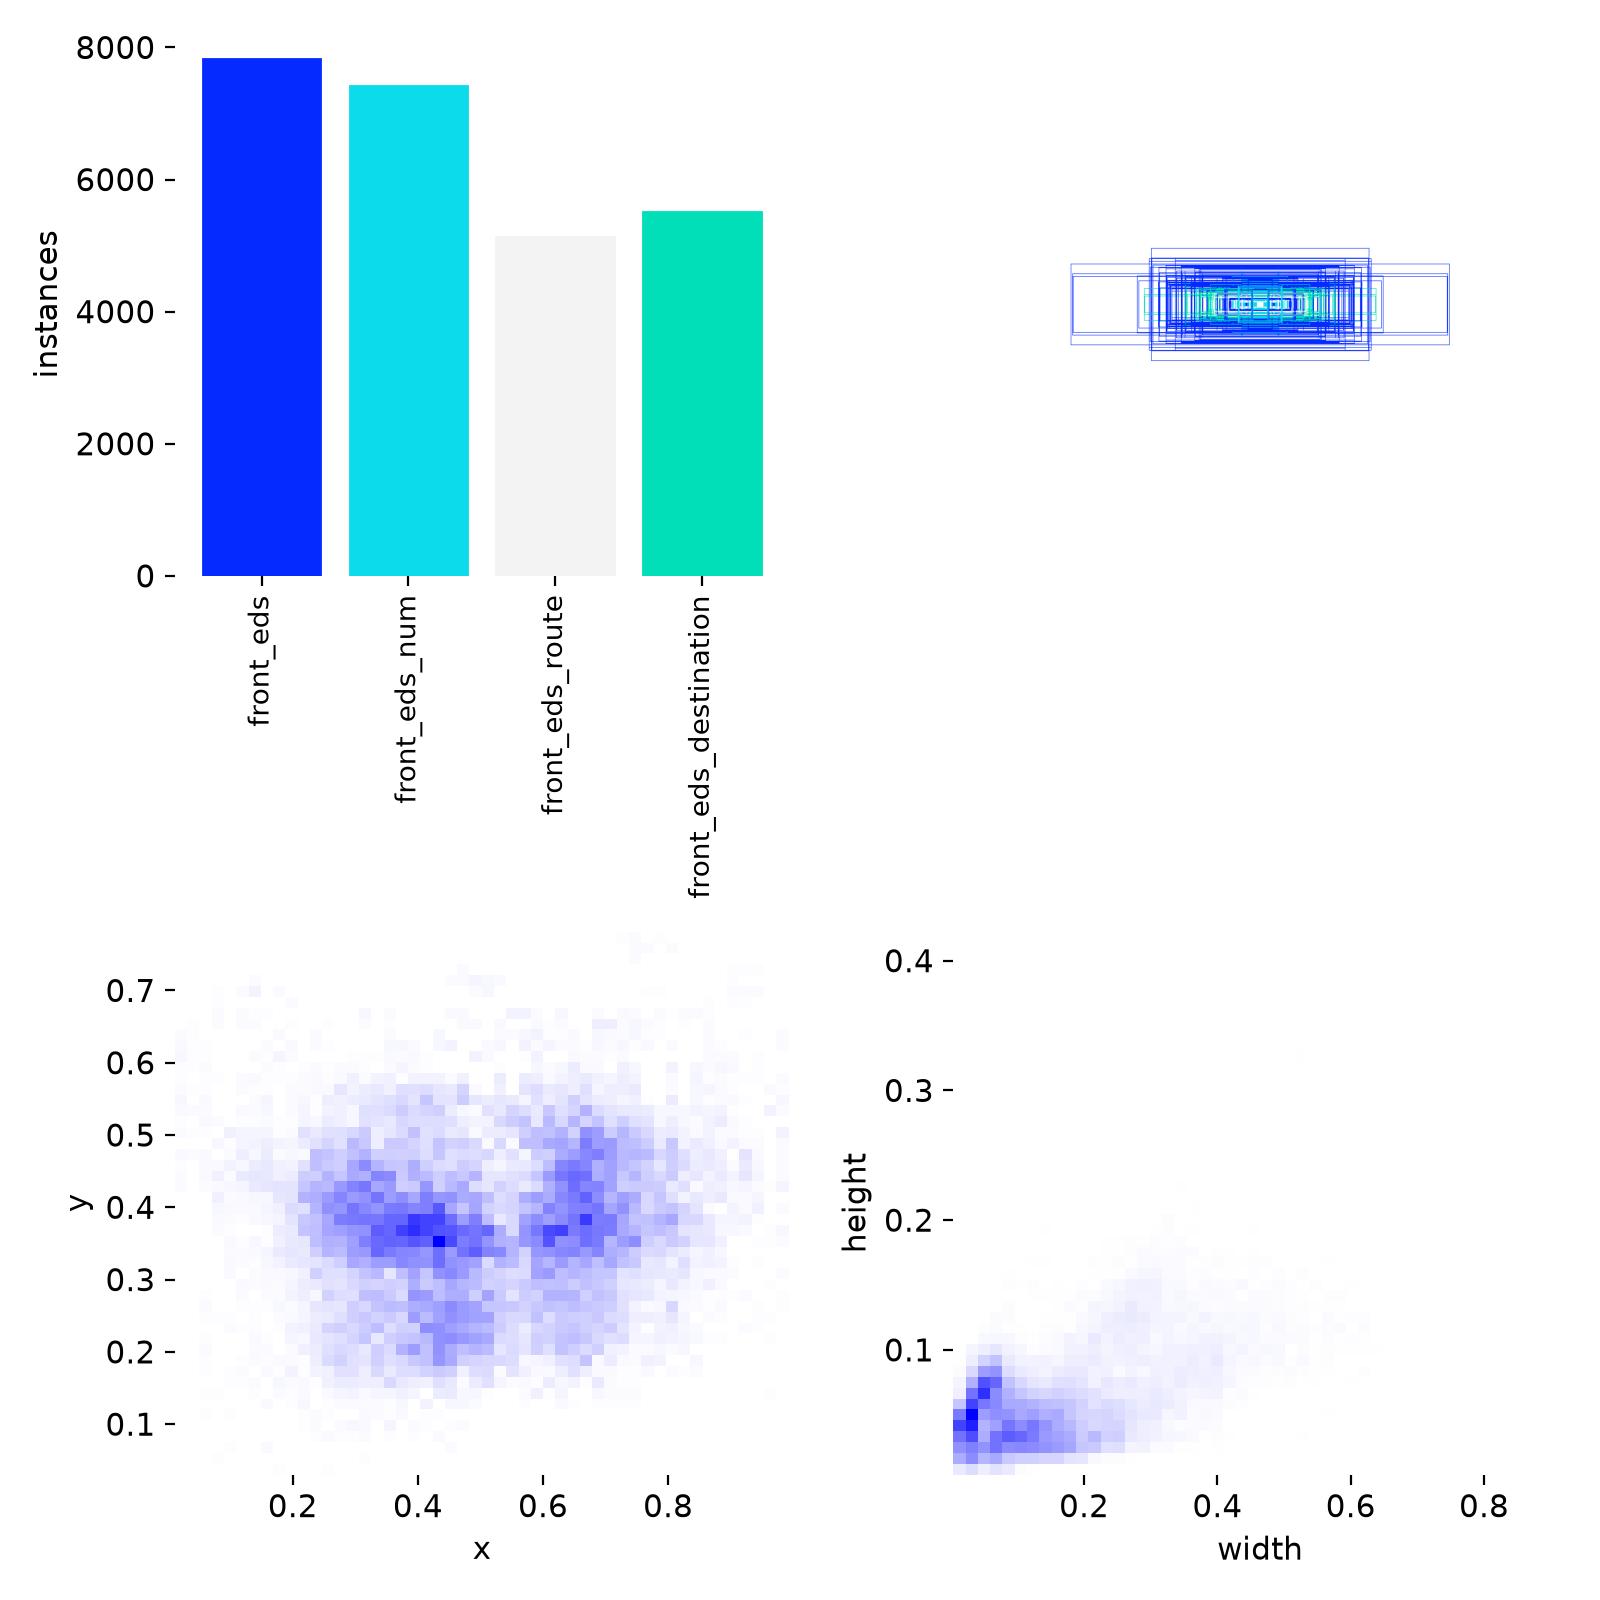 instances
8000
6000
4000
2000
0
front_eds
front_eds_num
front_eds_route
front_eds_destination
y
0.7
0.6
0.5
0.4
0.3
0.2
0.1
0.2 0.4 0.6 0.8
x
height
0.4
0.3
0.2
0.1
0.2 0.4 0.6 0.8
width